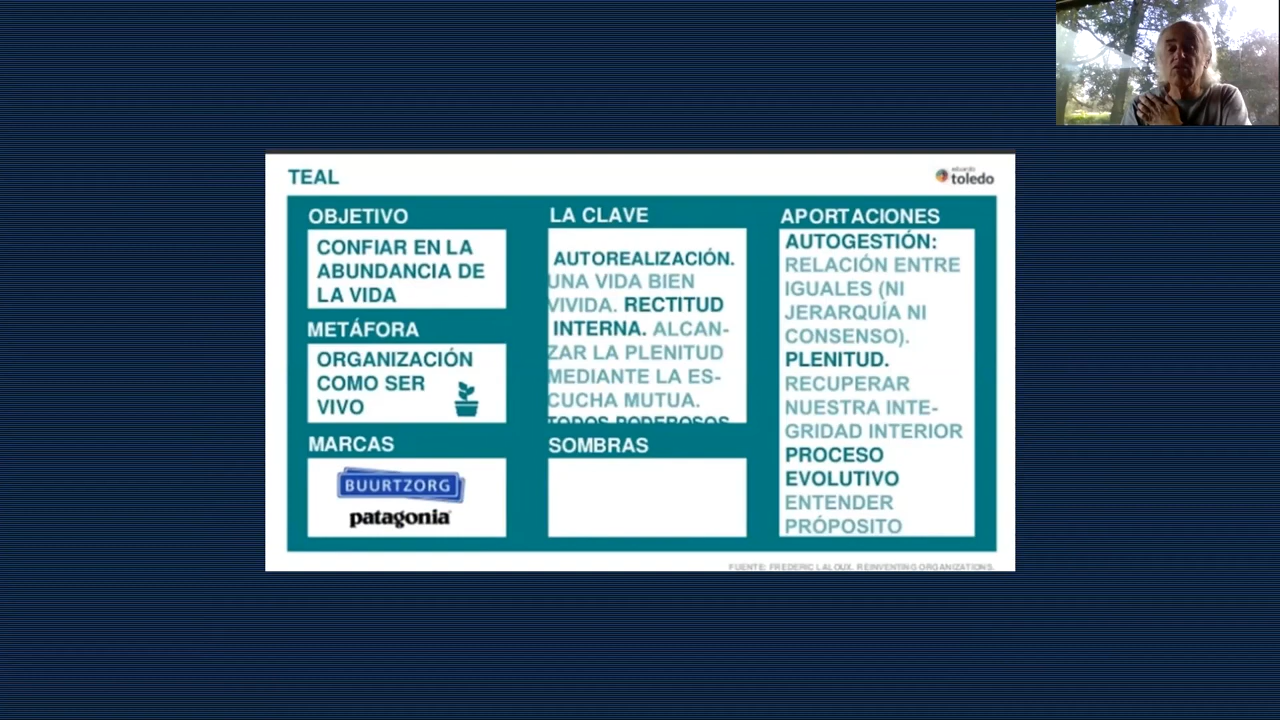 TEAL
eduardo
toledo
OBJETIVO
CONFIAR EN LA
ABUNDANCIA DE
LA VIDA
METÁFORA
ORGANIZACIÓN
COMO SER
VIVO
MARCAS
BUURTZORG
patagonia
LA CLAVE
AUTOREALIZACIÓN.
UNA VIDA BIEN
VIVIDA. RECTITUD
INTERNA. ALCAN-
ZAR LA PLENITUD
MEDIANTE LA ES-
CUCHA MUTUA.
TODOS PODEROSOS
SOMBRAS
APORTACIONES
AUTOGESTIÓN:
RELACIÓN ENTRE
IGUALES (NI
JERARQUÍA NI
CONSENSO).
PLENITUD.
RECUPERAR
NUESTRA INTE-
GRIDAD INTERIOR
PROCESO
EVOLUTIVO
ENTENDER
PRÓPOSITO
FUENTE: FREDERIC LALOUX. REINVENTING ORGANIZATIONS.